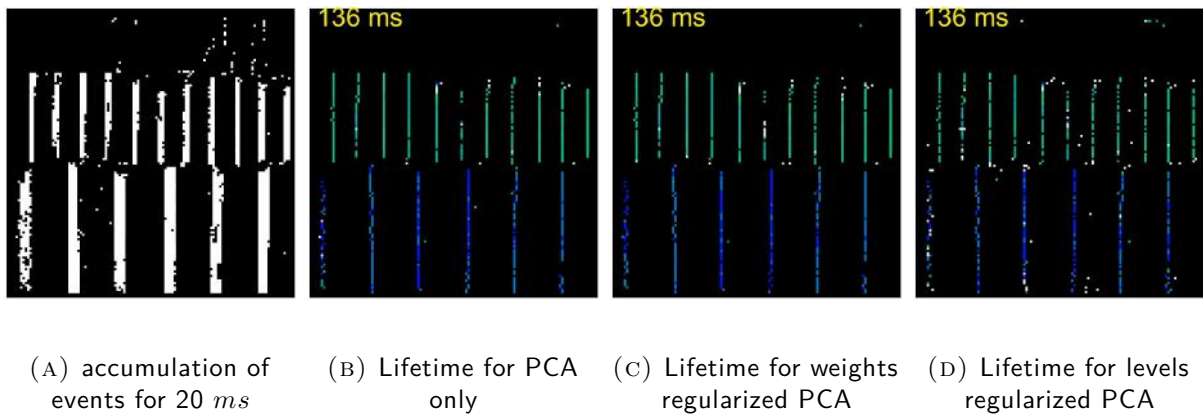 136 ms
136 ms
136 ms
(A) accumulation of
events for 20 ms
(B) Lifetime for PCA
only
(C) Lifetime for weights
regularized PCA
(D) Lifetime for levels
regularized PCA